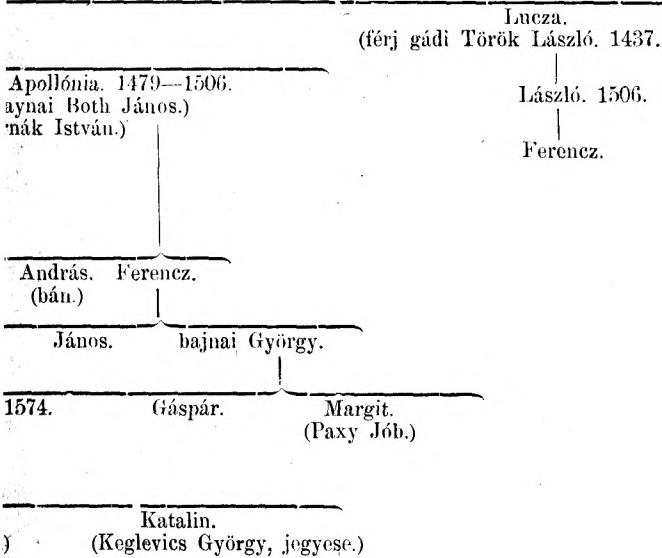 Lucza.
(férj gádi Török László. 1437.
Apollónia. 1479—1506.
aynai Both János.)
nák István.)
László. 1506.
Ferencz.
András. Ferencz.
(bán.)
János. bajnai György.
1574. Gáspár. Margit.
(Paxy Jób.)
Katalin.
) (Keglevics György, jegyese.)